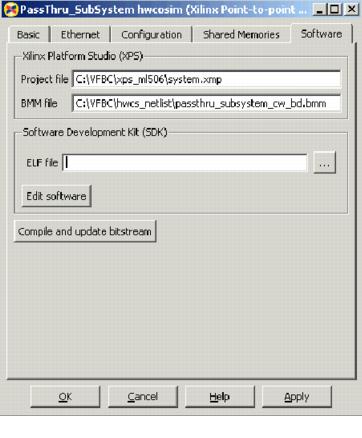 PassThru_SubSystem hwcosim (Xilinx Point-to-point ...
Basic Ethernet Configuration Shared Memories Software
Xilinx Platform Studio (XPS)
Project file C:\VFBC\xps_ml506\system.xmp
BMM file C:\VFBC\hwcs_netlist\passthru_subsystem_cw_bd.bmm
Software Development Kit (SDK)
ELF file ...
Edit software
Compile and update bitstream
OK Cancel Help Apply